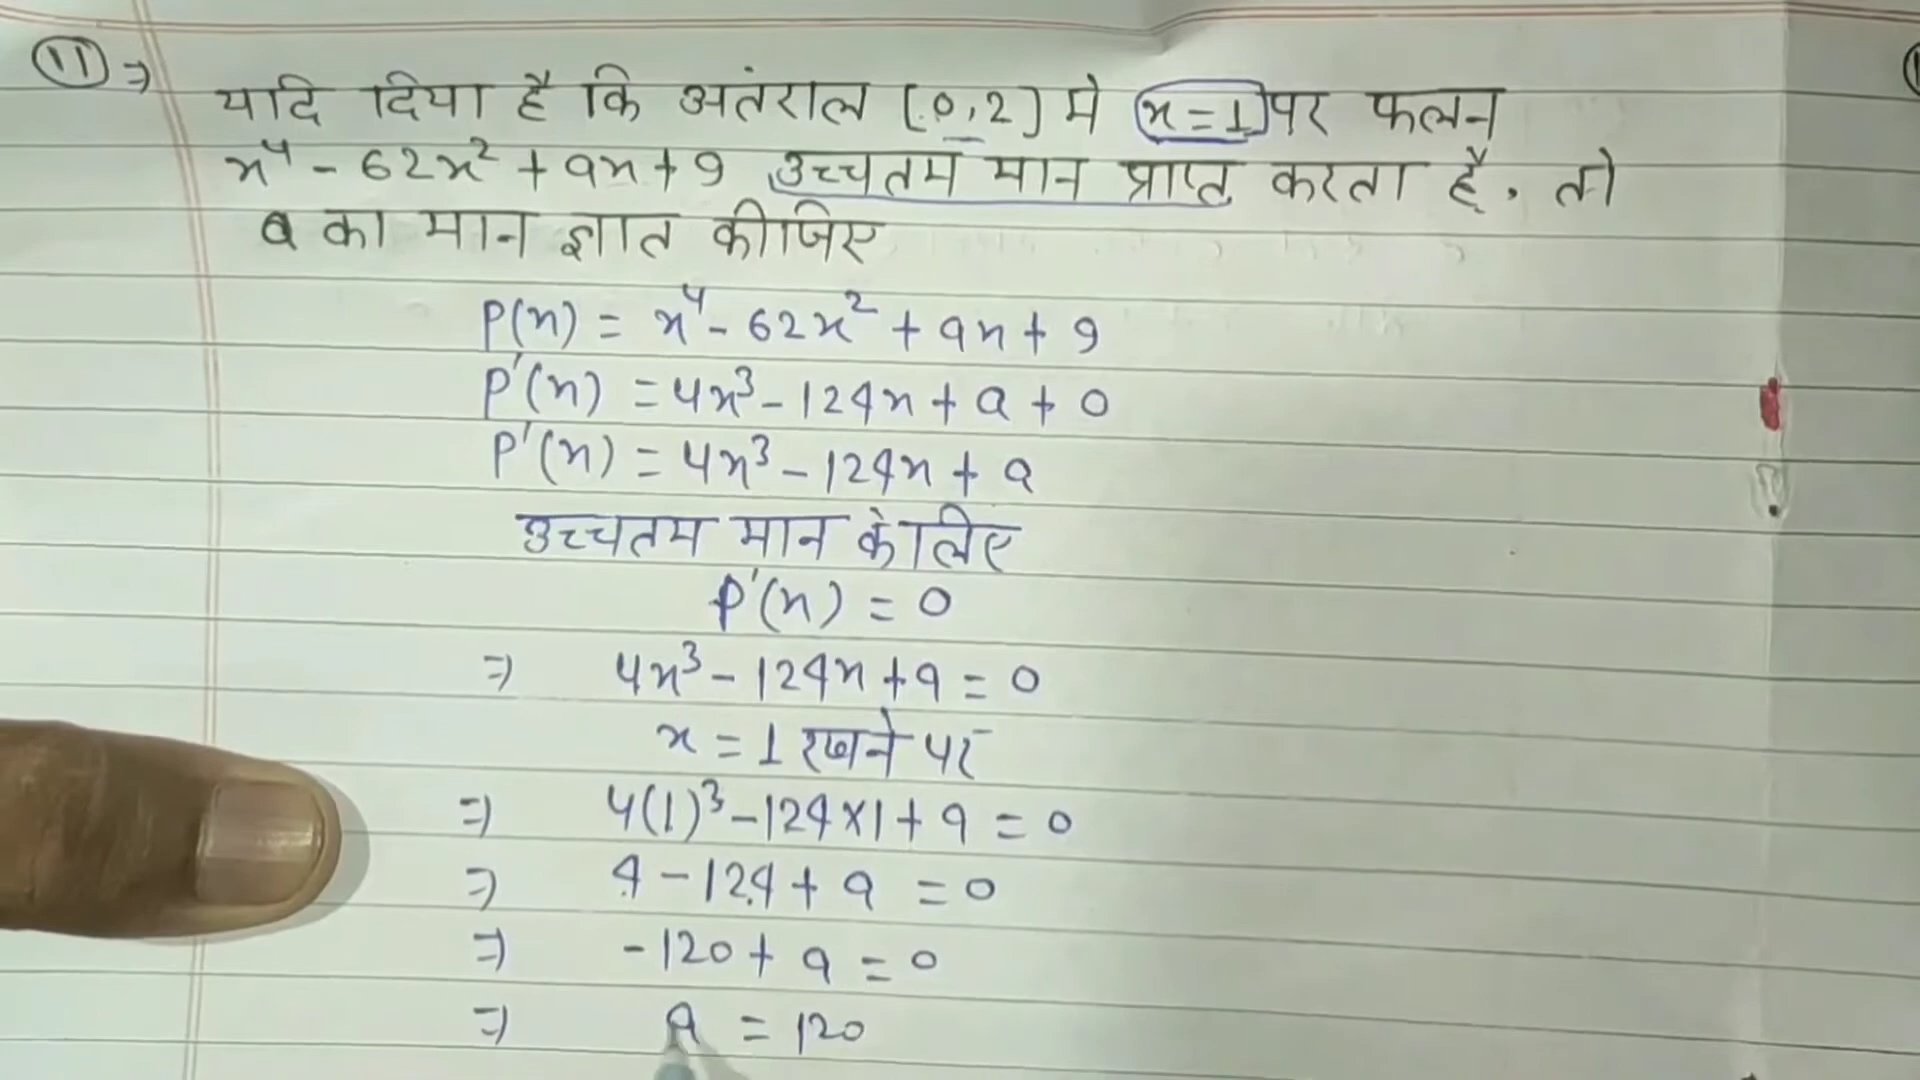 11 ⇒
यदि दिया है कि अतंराल [0,2] मे x=1 पर फलन
x⁴ - 62x² + ax + 9 उच्चतम मान प्राप्त करता है, तो
a का मान ज्ञात कीजिए
P(x) = x⁴ - 62x² + ax + 9
P'(x) = 4x³ - 124x + a + 0
P'(x) = 4x³ - 124x + a
उच्चतम मान के लिए
P'(x) = 0
⇒ 4x³ - 124x + a = 0
x = 1 रखने पर
⇒ 4(1)³ - 124×1 + a = 0
⇒ 4 - 124 + a = 0
⇒ -120 + a = 0
⇒ a = 120